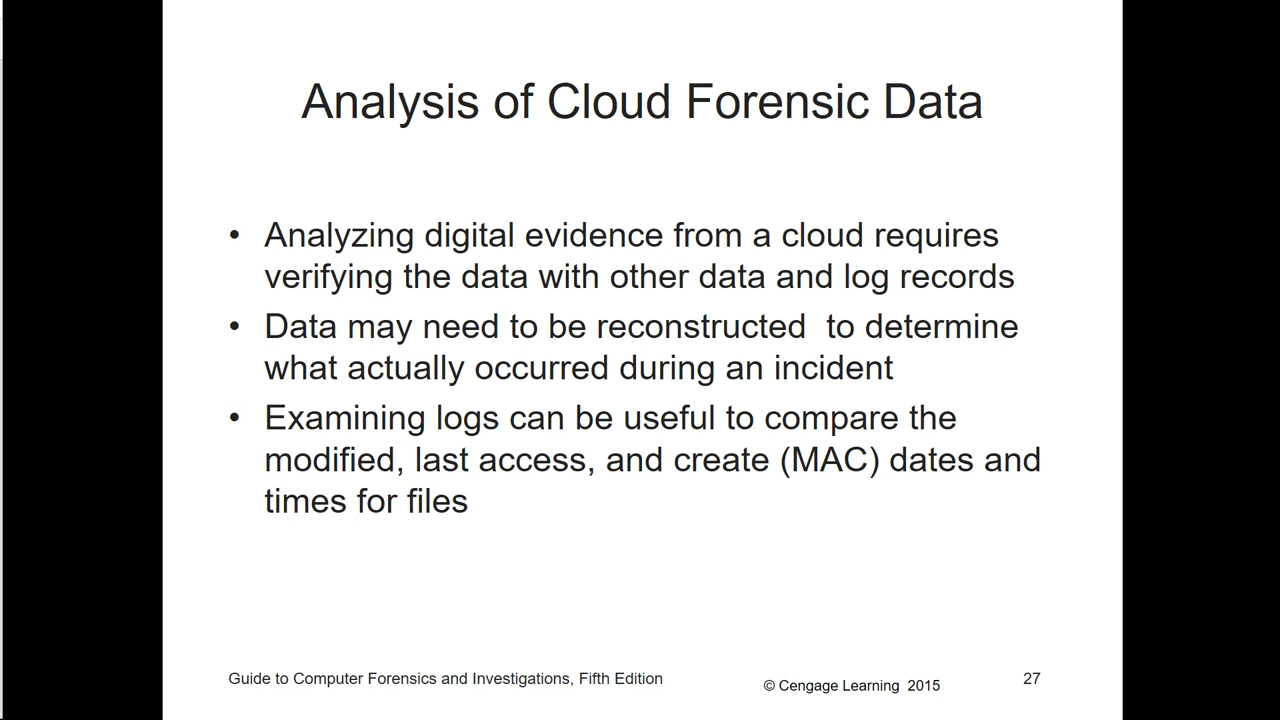 Analysis of Cloud Forensic Data
• Analyzing digital evidence from a cloud requires
verifying the data with other data and log records
• Data may need to be reconstructed  to determine
what actually occurred during an incident
• Examining logs can be useful to compare the
modified, last access, and create (MAC) dates and
times for files
Guide to Computer Forensics and Investigations, Fifth Edition
© Cengage Learning  2015
27